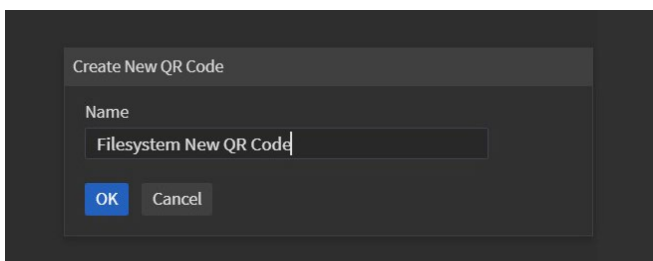 Create New QR Code
Name
Filesystem New QR Code
OK Cancel